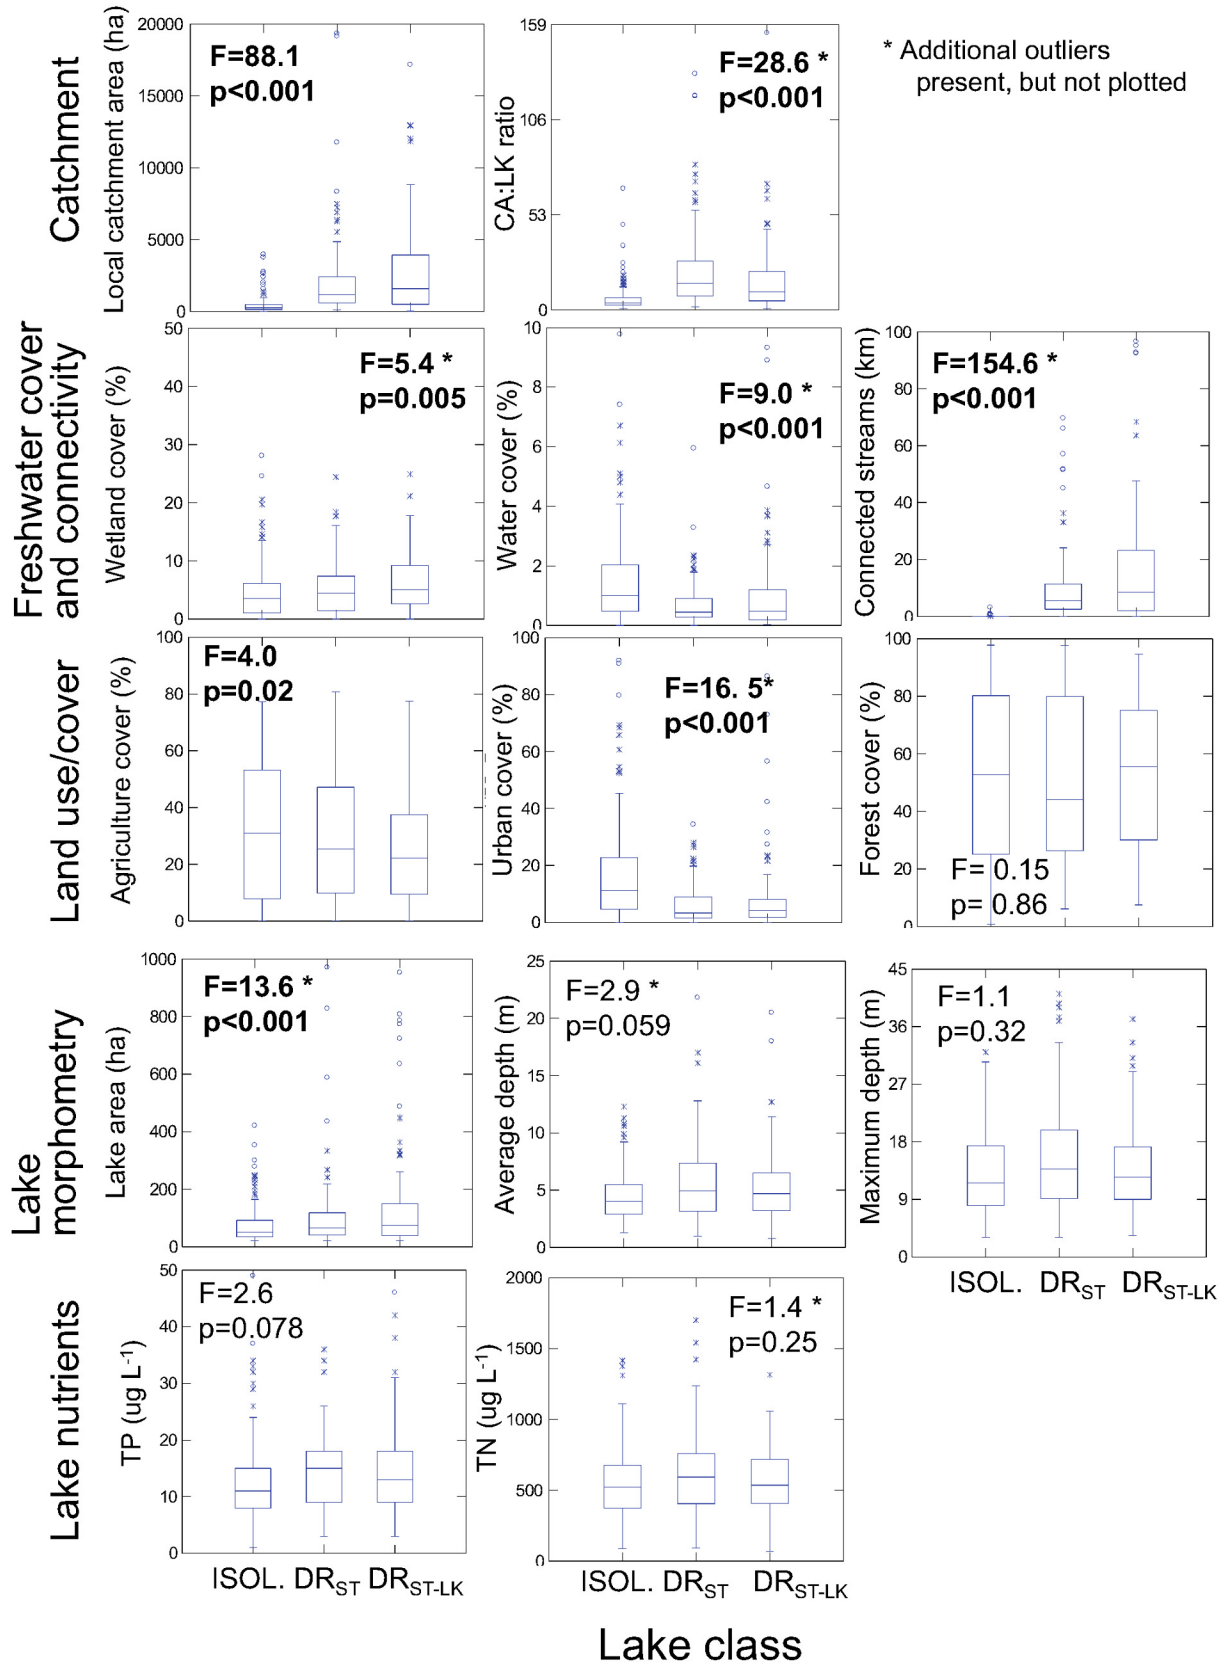 Catchment
Local catchment area (ha)
20000
15000
10000
5000
0
F=88.1
p<0.001
CA:LK ratio
159
106
53
0
F=28.6 *
p<0.001
* Additional outliers
present, but not plotted
Freshwater cover
and connectivity
Wetland cover (%)
50
40
30
20
10
0
F=5.4 *
p=0.005
Water cover (%)
10
8
6
4
2
0
F=9.0 *
p<0.001
Connected streams (km)
100
80
60
40
20
0
F=154.6 *
p<0.001
Land use/cover
Agriculture cover (%)
100
80
60
40
20
0
F=4.0
p=0.02
Urban cover (%)
100
80
60
40
20
0
F=16. 5*
p<0.001
Forest cover (%)
100
80
60
40
20
0
F= 0.15
p= 0.86
Lake
morphometry
Lake area (ha)
1000
800
600
400
200
0
F=13.6 *
p<0.001
Average depth (m)
25
20
15
10
5
0
F=2.9 *
p=0.059
Maximum depth (m)
45
36
27
18
9
0
F=1.1
p=0.32
ISOL. DRST DRST-LK
Lake nutrients
TP (ug L-1)
50
40
30
20
10
0
F=2.6
p=0.078
ISOL. DRST DRST-LK
TN (ug L-1)
2000
1500
1000
500
0
F=1.4 *
p=0.25
ISOL. DRST DRST-LK
Lake class